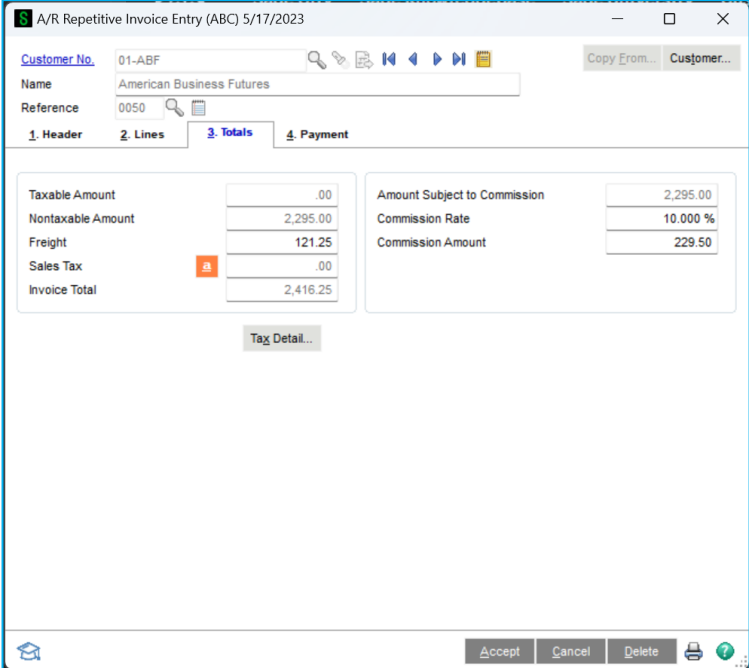 A/R Repetitive Invoice Entry (ABC) 5/17/2023
Customer No. 01-ABF Copy From... Customer...
Name American Business Futures
Reference 0050
1. Header 2. Lines 3. Totals 4. Payment
Taxable Amount .00 Amount Subject to Commission 2,295.00
Nontaxable Amount 2,295.00 Commission Rate 10.000 %
Freight 121.25 Commission Amount 229.50
Sales Tax a .00
Invoice Total 2,416.25
Tax Detail...
Accept Cancel Delete